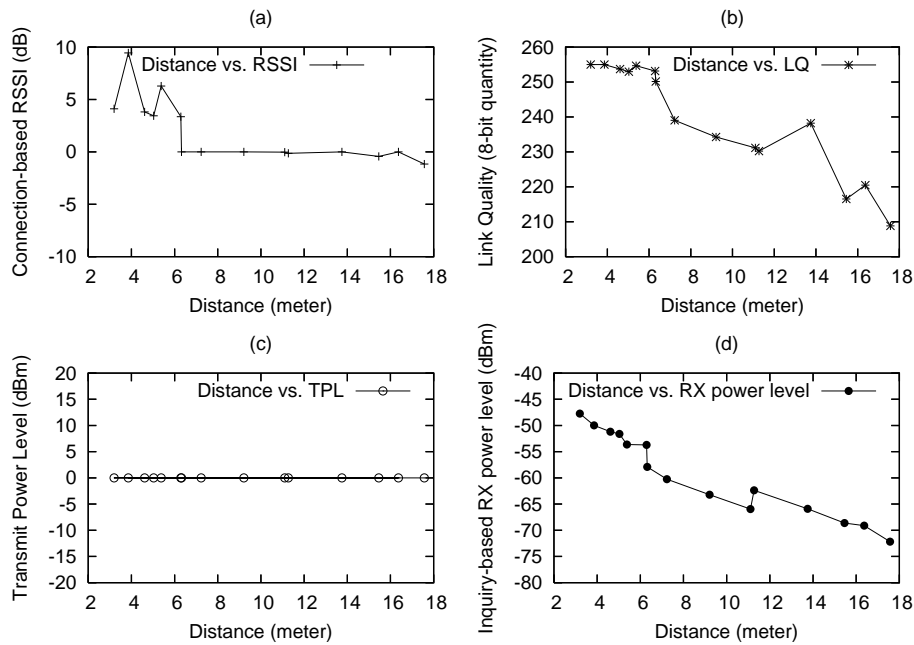 (a)
Connection-based RSSI (dB)
10
5
0
-5
-10
Distance vs. RSSI
2 4 6 8 10 12 14 16 18
Distance (meter)
(b)
Link Quality (8-bit quantity)
260
250
240
230
220
210
200
Distance vs. LQ
2 4 6 8 10 12 14 16 18
Distance (meter)
(c)
Transmit Power Level (dBm)
20
15
10
5
0
-5
-10
-15
-20
Distance vs. TPL
2 4 6 8 10 12 14 16 18
Distance (meter)
(d)
Inquiry-based RX power level (dBm)
-40
-45
-50
-55
-60
-65
-70
-75
-80
Distance vs. RX power level
2 4 6 8 10 12 14 16 18
Distance (meter)